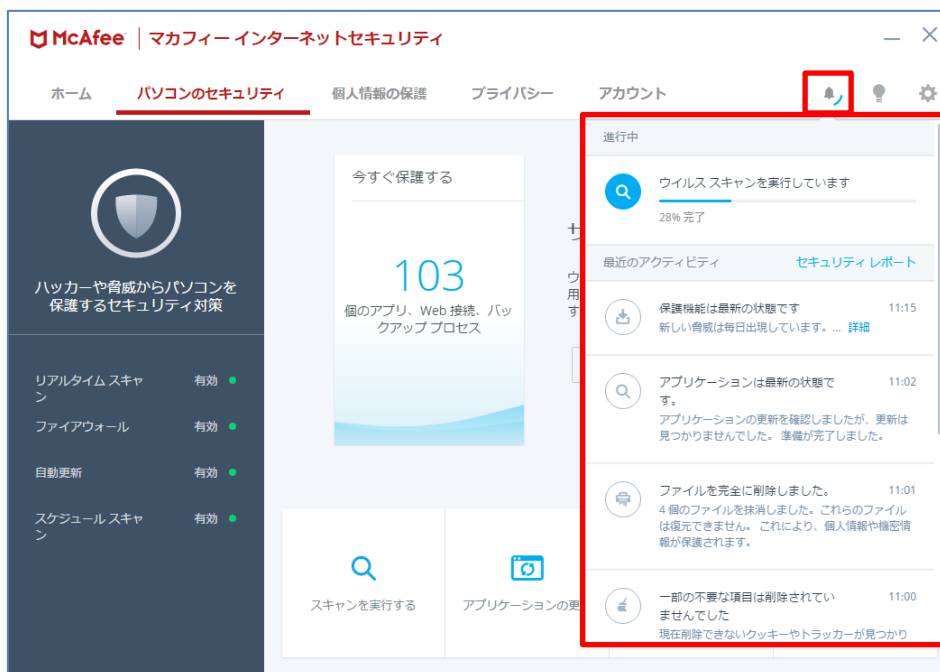 McAfee | マカフィー インターネットセキュリティ
ホーム パソコンのセキュリティ 個人情報の保護 プライバシー アカウント
ハッカーや脅威からパソコンを
保護するセキュリティ対策
リアルタイム スキャ
ン 有効
ファイアウォール 有効
自動更新 有効
スケジュール スキャ
ン 有効
今すぐ保護する
103
個のアプリ、Web 接続、バッ
クアップ プロセス
ウ
用
す
スキャンを実行する
アプリケーションの更
進行中
ウイルス スキャンを実行しています
28% 完了
最近のアクティビティ セキュリティ レポート
保護機能は最新の状態です 11:15
新しい脅威は毎日出現しています。... 詳細
アプリケーションは最新の状態で 11:02
す。
アプリケーションの更新を確認しましたが、更新は
見つかりませんでした。 準備が完了しました。
ファイルを完全に削除しました。 11:01
4 個のファイルを抹消しました。これらのファイル
は復元できません。 これにより、個人情報や機密情
報が保護されます。
一部の不要な項目は削除されてい 11:00
ませんでした
現在削除できないクッキーやトラッカーが見つかり